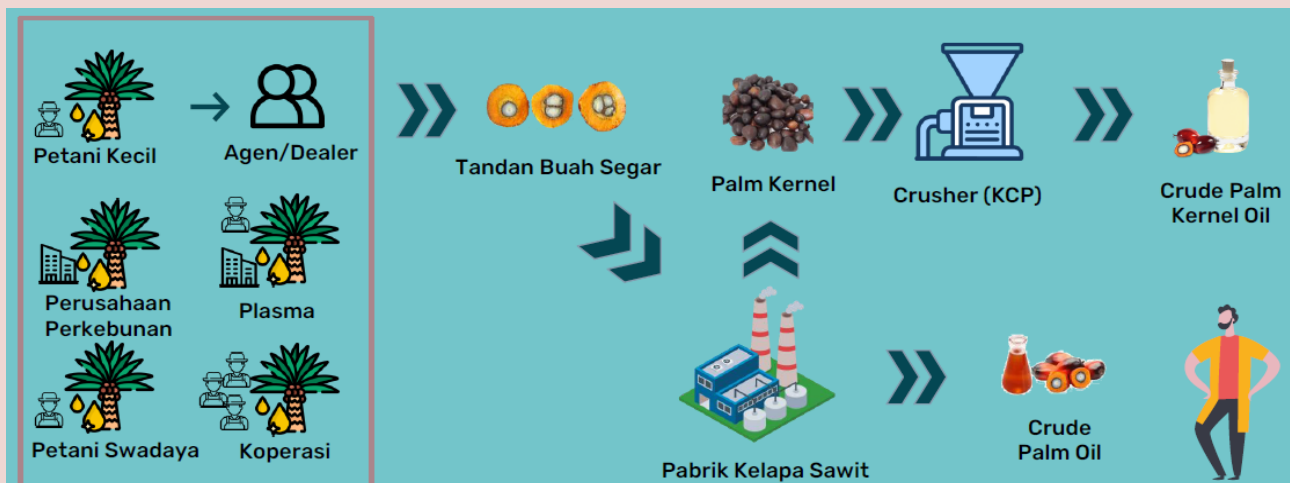 Petani Kecil
Agen/Dealer
Perusahaan
Perkebunan
Plasma
Petani Swadaya
Koperasi
Tandan Buah Segar
Palm Kernel
Crusher (KCP)
Crude Palm
Kernel Oil
Pabrik Kelapa Sawit
Crude
Palm Oil